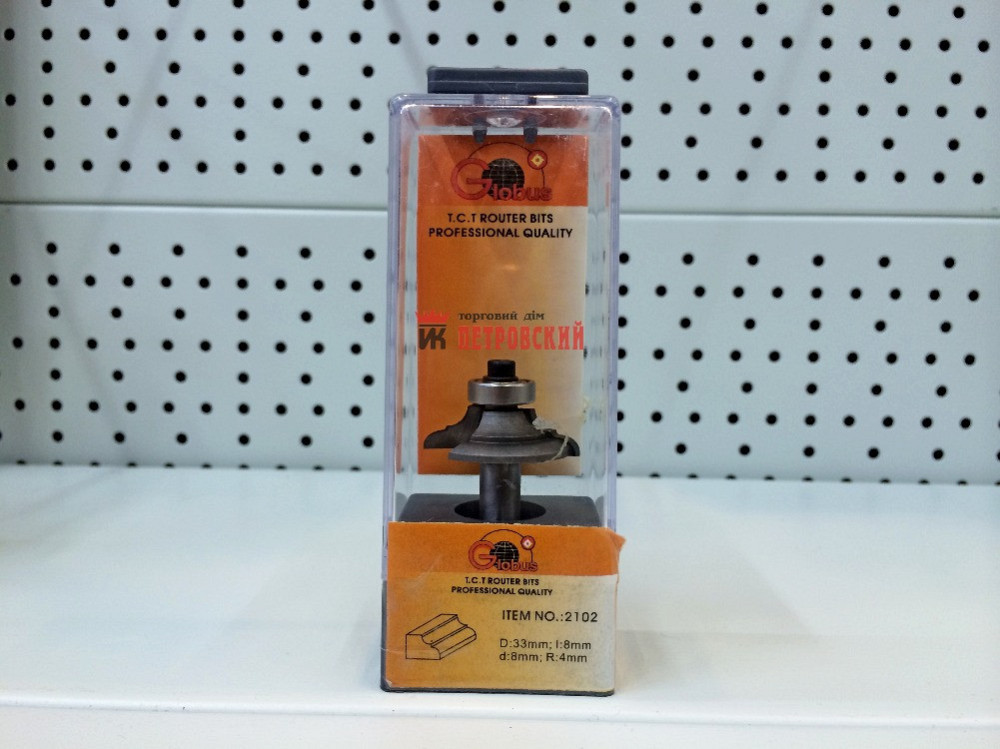 Globus
T.C.T ROUTER BITS
PROFESSIONAL QUALITY
торговий дім
ИК ПЕТРОВСКИЙ
Globus
T.C.T ROUTER BITS
PROFESSIONAL QUALITY
ITEM NO.:2102
D:33mm; I:8mm
d:8mm; R:4mm